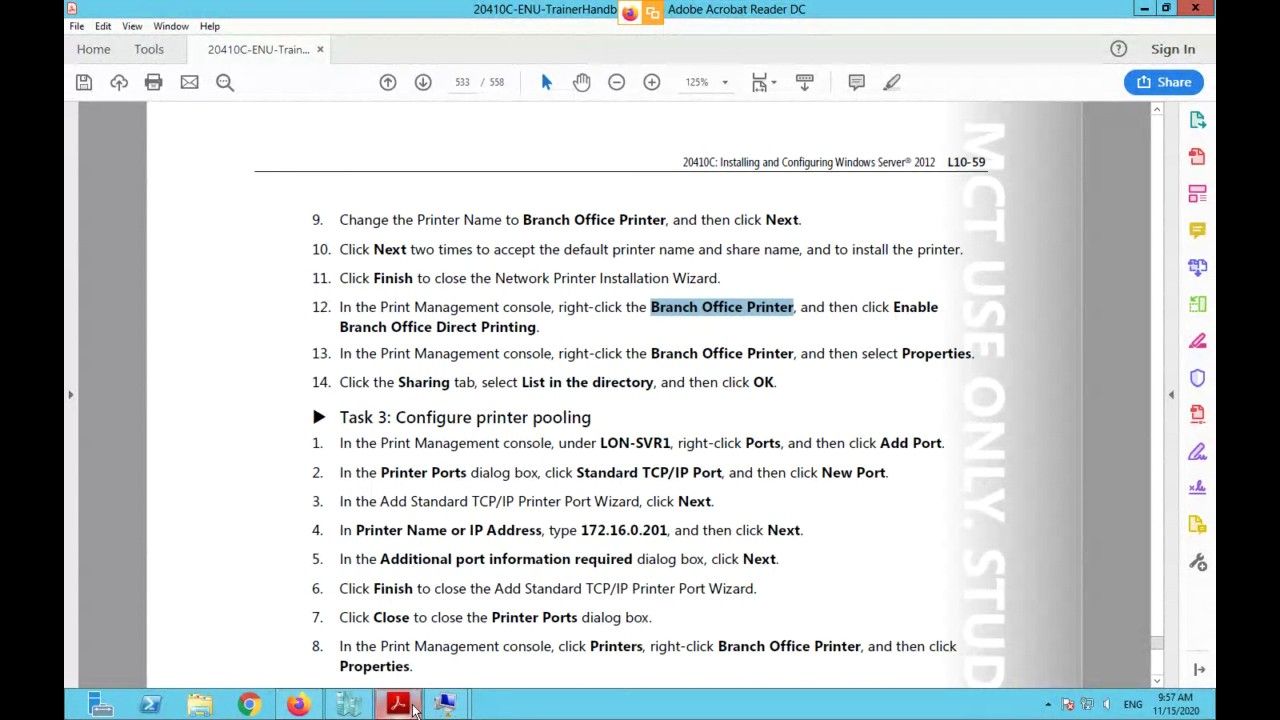 20410C-ENU-TrainerHandb Adobe Acrobat Reader DC
File Edit View Window Help
Home Tools 20410C-ENU-Train... × Sign In
533 / 558 125% Share
20410C: Installing and Configuring Windows Server® 2012 L10-59
9. Change the Printer Name to Branch Office Printer, and then click Next.
10. Click Next two times to accept the default printer name and share name, and to install the printer.
11. Click Finish to close the Network Printer Installation Wizard.
12. In the Print Management console, right-click the Branch Office Printer, and then click Enable
Branch Office Direct Printing.
13. In the Print Management console, right-click the Branch Office Printer, and then select Properties.
14. Click the Sharing tab, select List in the directory, and then click OK.
Task 3: Configure printer pooling
1. In the Print Management console, under LON-SVR1, right-click Ports, and then click Add Port.
2. In the Printer Ports dialog box, click Standard TCP/IP Port, and then click New Port.
3. In the Add Standard TCP/IP Printer Port Wizard, click Next.
4. In Printer Name or IP Address, type 172.16.0.201, and then click Next.
5. In the Additional port information required dialog box, click Next.
6. Click Finish to close the Add Standard TCP/IP Printer Port Wizard.
7. Click Close to close the Printer Ports dialog box.
8. In the Print Management console, click Printers, right-click Branch Office Printer, and then click
Properties.
MCT USE ONLY. STUD
ENG 9:57 AM
11/15/2020